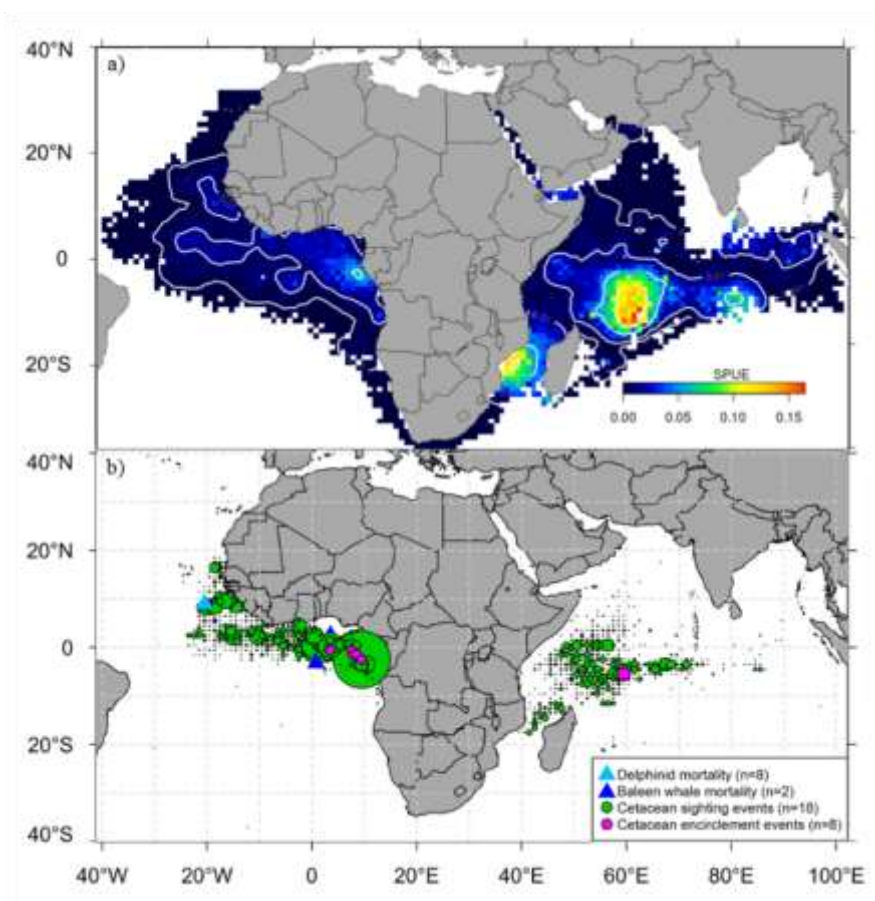 40°N
a)
20°N
0
20°S
SPUE
0.00 0.05 0.10 0.15
40°N
b)
20°N
0
20°S
40°S
Delphinid mortality (n=8)
Baleen whale mortality (n=2)
Cetacean sighting events (n=18)
Cetacean encirclement events (n=8)
40°W 20°W 0 20°E 40°E 60°E 80°E 100°E